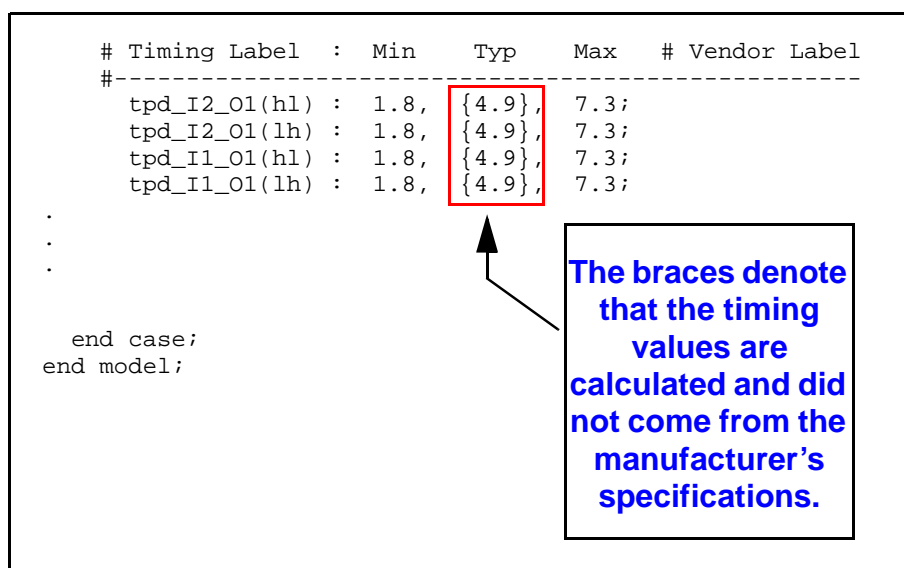 # Timing Label : Min Typ Max # Vendor Label
#----------------------------------------------------
tpd_I2_O1(hl) : 1.8, {4.9}, 7.3;
tpd_I2_O1(lh) : 1.8, {4.9}, 7.3;
tpd_I1_O1(hl) : 1.8, {4.9}, 7.3;
tpd_I1_O1(lh) : 1.8, {4.9}, 7.3;
.
.
.
end case;
end model;
The braces denote
that the timing
values are
calculated and did
not come from the
manufacturer’s
specifications.